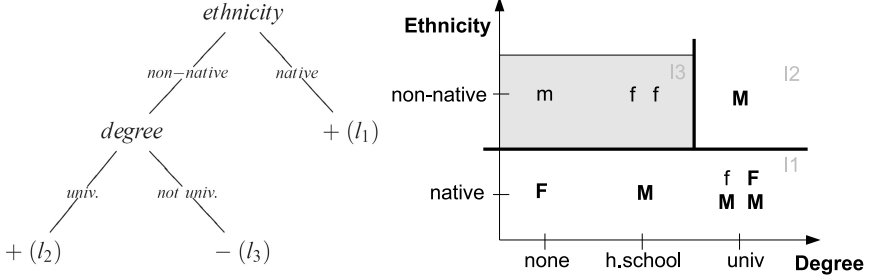 ethnicity
non−native
native
degree
+ (l₁)
univ.
not univ.
+ (l₂)
− (l₃)
Ethnicity
l3
l2
non-native
m
f f
M
l1
native
F
M
f F
M M
none
h.school
univ
Degree